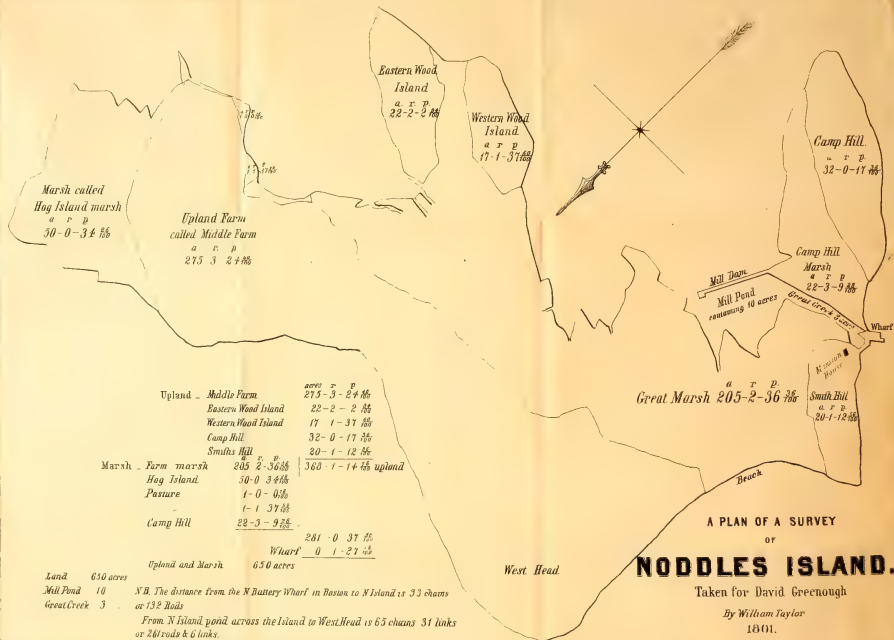 Eastern Wood
Island
a r p
22-2-2
Western Wood
Island
a r p
17-1-37
Camp Hill.
a r p
32-0-17
Marsh called
Hog Island marsh
a r p
50-0-34
Upland Farm
called Middle Farm
a r p
275 3 24
Camp Hill
Marsh
a r p
22-3-9
Mill Dam
Mill Pond
containing 10 acres
Great Creek 3 acres
Wharf
Mansion
House
Great Marsh
a r p
205-2-36
Smith Hill
a r p
20-1-12
Beach
West Head
acres r p
Upland - Middle Farm 275-3-24
Eastern Wood Island 22-2-2
Western Wood Island 17 1-37
Camp Hill 32-0-17
Smiths Hill 20-1-12
a r p
Marsh - Farm marsh 205 2-36 368-1-14 upland
Hog Island 50-0 34
Pasture 1-0-0
" 1-1 37
Camp Hill 22-3-9
281-0 37
Wharf 0 1-27
Upland and Marsh 650 acres
Land 650 acres
Mill Pond 10
Great Creek 3
N.B. The distance from the N Battery Wharf in Boston to N Island is 33 chains
or 132 Rods
From N Island pond across the Island to West Head is 65 chains 31 links
or 261 rods & 6 links.
A PLAN OF A SURVEY
OF
NODDLES ISLAND.
Taken for David Greenough
By William Taylor
1801.